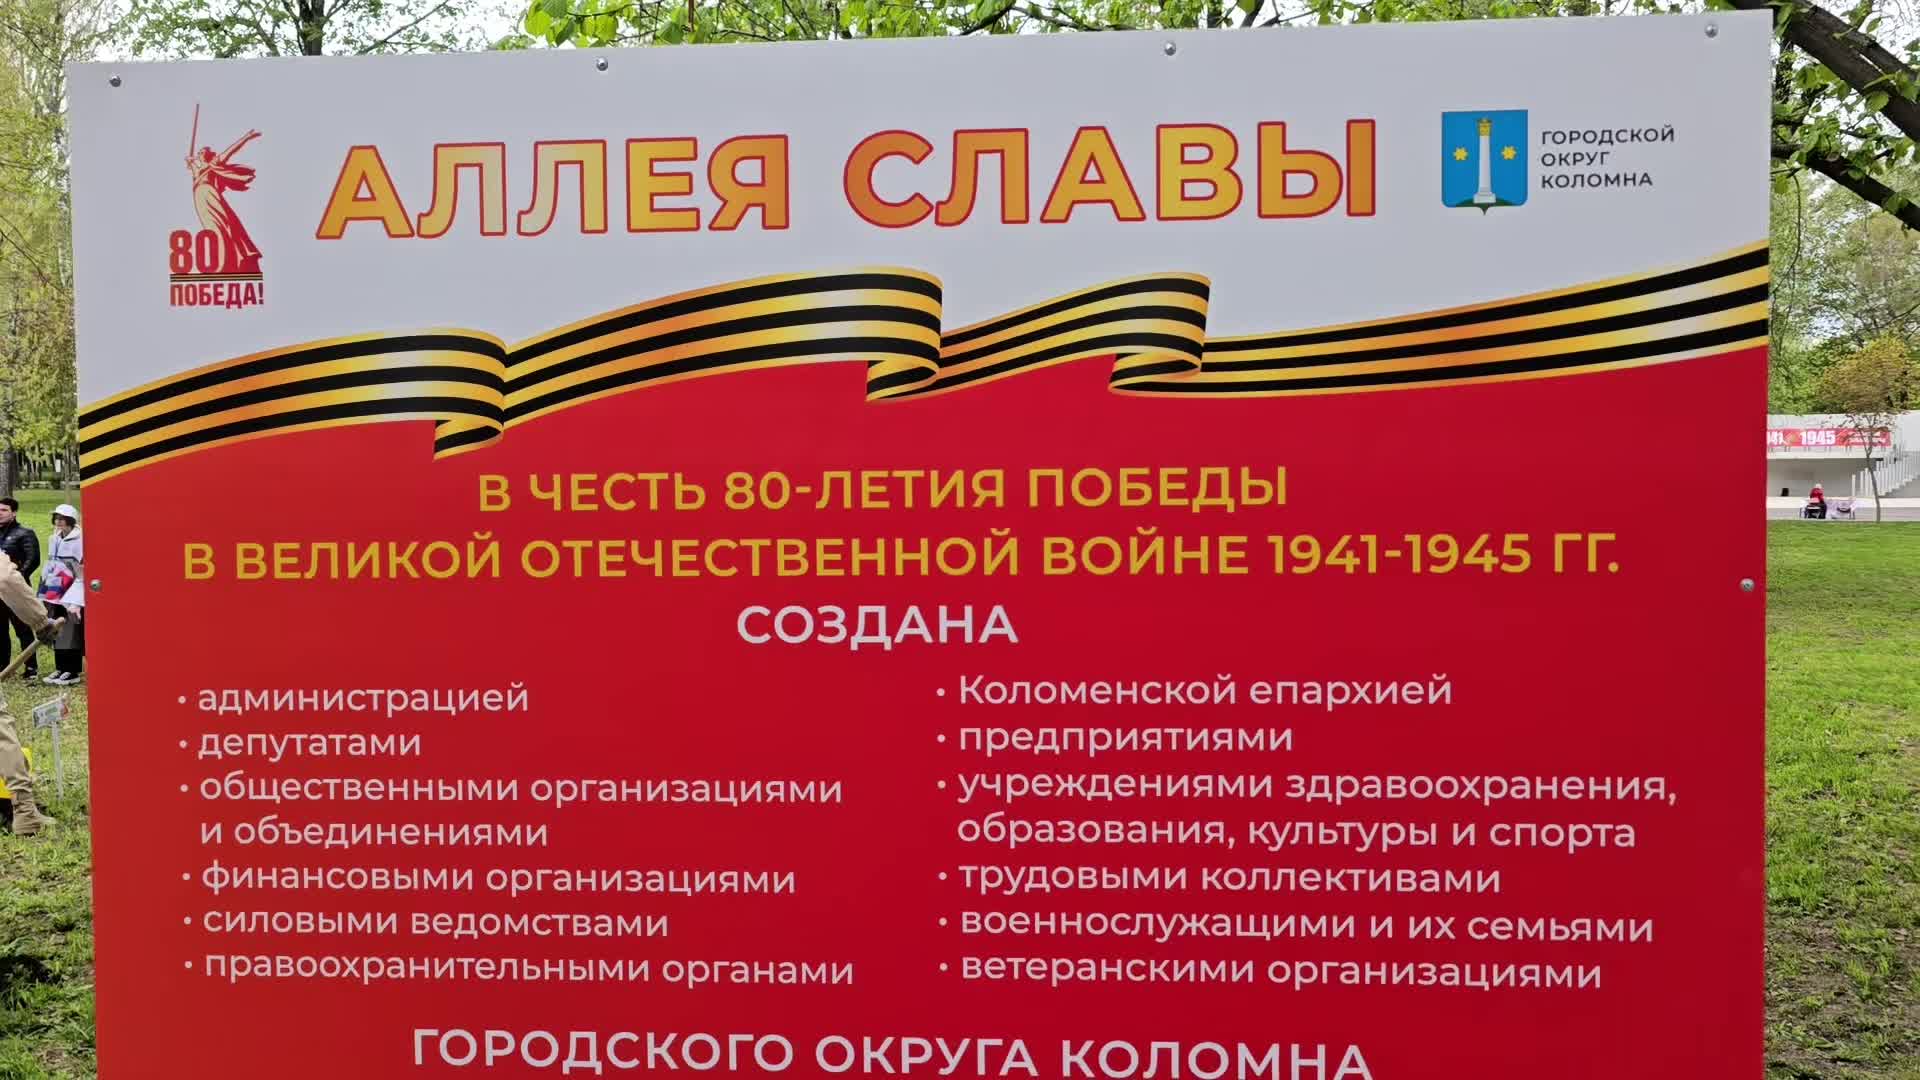 АЛЛЕЯ СЛАВЫ
80
ПОБЕДА!
ГОРОДСКОЙ
ОКРУГ
КОЛОМНА
В ЧЕСТЬ 80-ЛЕТИЯ ПОБЕДЫ
В ВЕЛИКОЙ ОТЕЧЕСТВЕННОЙ ВОЙНЕ 1941-1945 ГГ.
СОЗДАНА
• администрацией
• депутатами
• общественными организациями
и объединениями
• финансовыми организациями
• силовыми ведомствами
• правоохранительными органами
• Коломенской епархией
• предприятиями
• учреждениями здравоохранения,
образования, культуры и спорта
• трудовыми коллективами
• военнослужащими и их семьями
• ветеранскими организациями
ГОРОДСКОГО ОКРУГА КОЛОМНА
1945